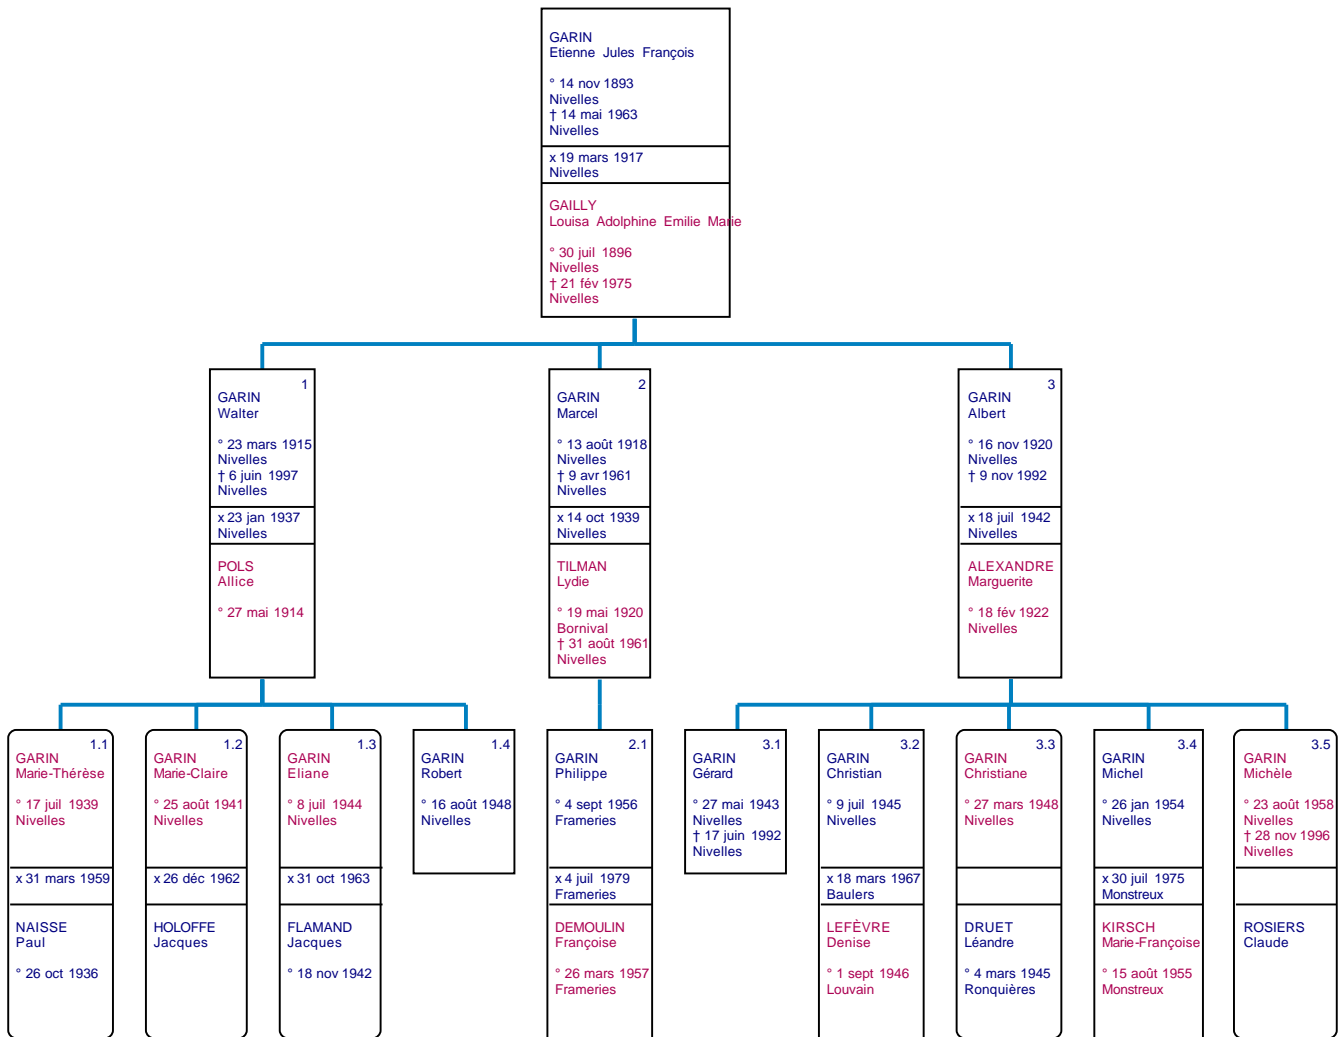 GARIN
Etienne Jules François
° 14 nov 1893
Nivelles
† 14 mai 1963
Nivelles
x 19 mars 1917
Nivelles
GAILLY
Louisa Adolphine Emilie Marie
° 30 juil 1896
Nivelles
† 21 fév 1975
Nivelles
1
GARIN
Walter
° 23 mars 1915
Nivelles
† 6 juin 1997
Nivelles
x 23 jan 1937
Nivelles
POLS
Allice
° 27 mai 1914
2
GARIN
Marcel
° 13 août 1918
Nivelles
† 9 avr 1961
Nivelles
x 14 oct 1939
Nivelles
TILMAN
Lydie
° 19 mai 1920
Bornival
† 31 août 1961
Nivelles
3
GARIN
Albert
° 16 nov 1920
Nivelles
† 9 nov 1992
x 18 juil 1942
Nivelles
ALEXANDRE
Marguerite
° 18 fév 1922
Nivelles
1.1
GARIN
Marie-Thérèse
° 17 juil 1939
Nivelles
x 31 mars 1959
NAISSE
Paul
° 26 oct 1936
1.2
GARIN
Marie-Claire
° 25 août 1941
Nivelles
x 26 déc 1962
HOLOFFE
Jacques
1.3
GARIN
Eliane
° 8 juil 1944
Nivelles
x 31 oct 1963
FLAMAND
Jacques
° 18 nov 1942
1.4
GARIN
Robert
° 16 août 1948
Nivelles
2.1
GARIN
Philippe
° 4 sept 1956
Frameries
x 4 juil 1979
Frameries
DEMOULIN
Françoise
° 26 mars 1957
Frameries
3.1
GARIN
Gérard
° 27 mai 1943
Nivelles
† 17 juin 1992
Nivelles
3.2
GARIN
Christian
° 9 juil 1945
Nivelles
x 18 mars 1967
Baulers
LEFÈVRE
Denise
° 1 sept 1946
Louvain
3.3
GARIN
Christiane
° 27 mars 1948
Nivelles
DRUET
Léandre
° 4 mars 1945
Ronquières
3.4
GARIN
Michel
° 26 jan 1954
Nivelles
x 30 juil 1975
Monstreux
KIRSCH
Marie-Françoise
° 15 août 1955
Monstreux
3.5
GARIN
Michèle
° 23 août 1958
Nivelles
† 28 nov 1996
Nivelles
ROSIERS
Claude